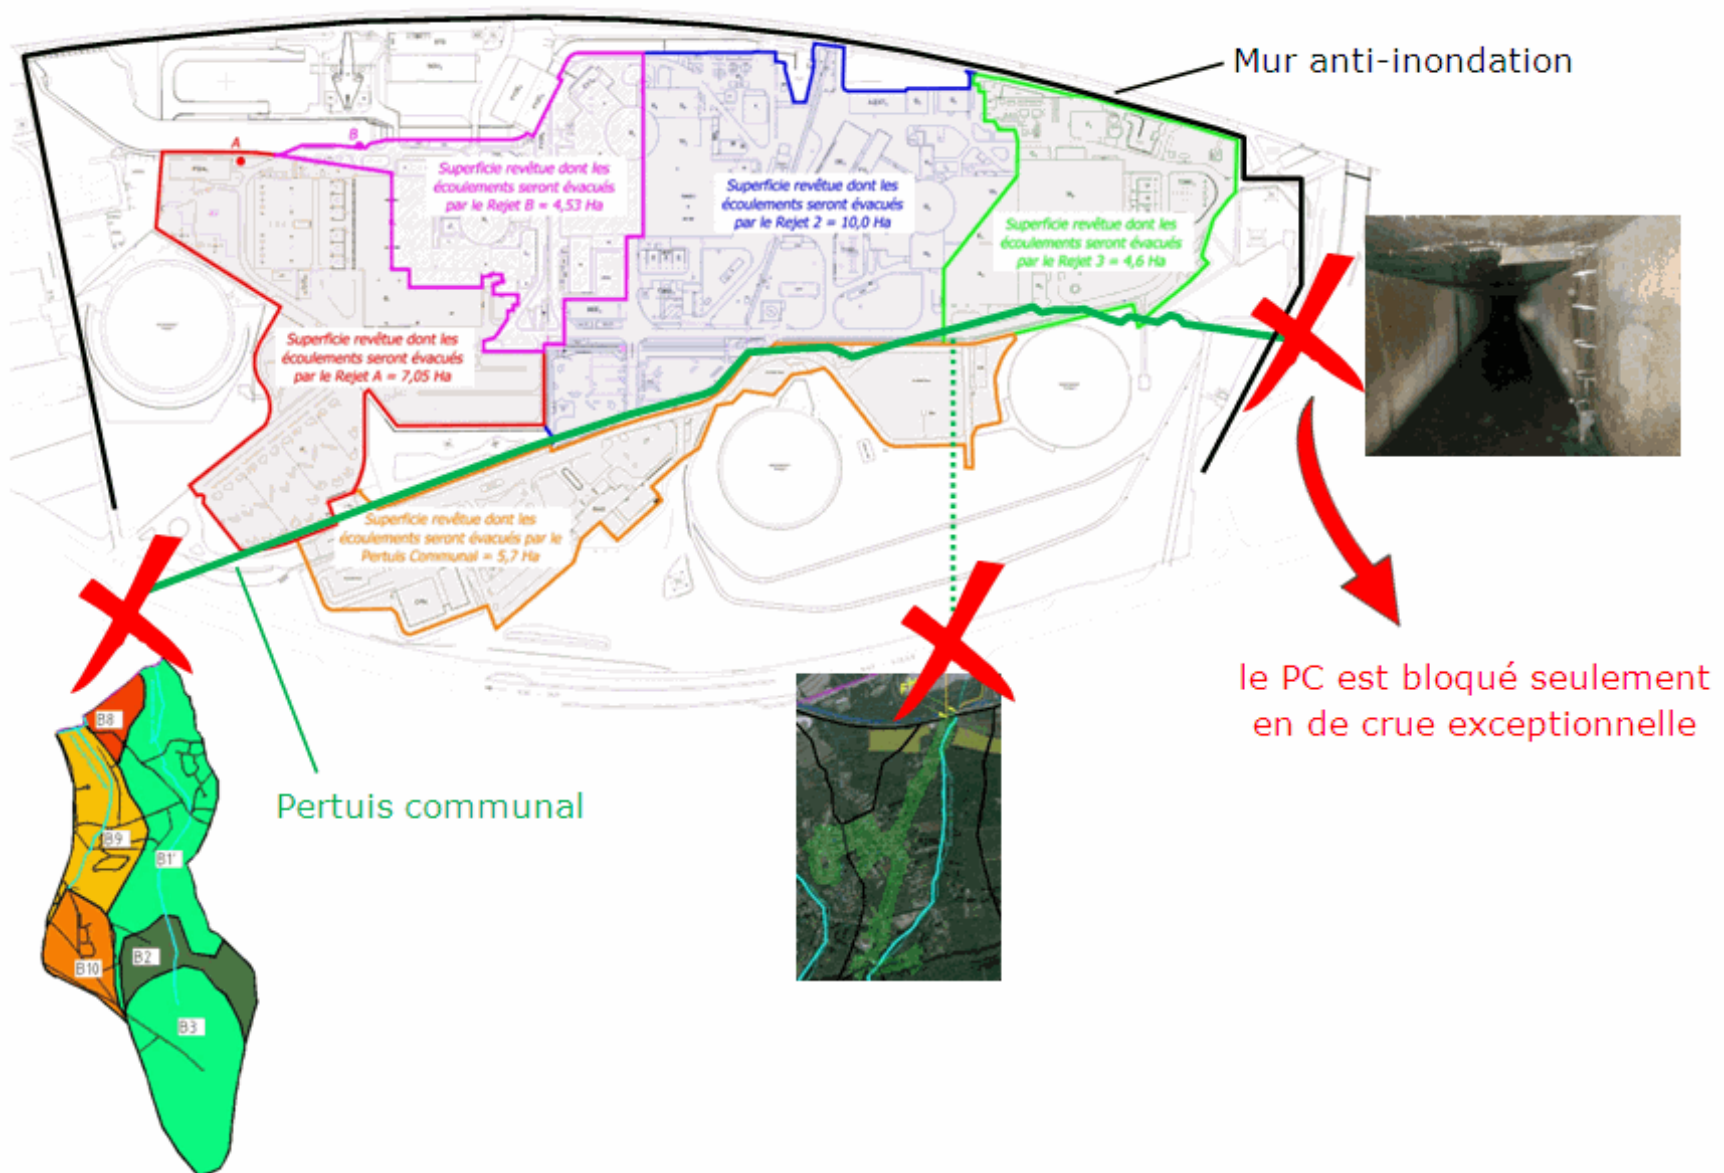 Mur anti-inondation
A
B
Superficie revêtue dont les
écoulements seront évacués
par le Rejet B = 4,53 Ha
Superficie revêtue dont les
écoulements seront évacués
par le Rejet 2 = 10,0 Ha
Superficie revêtue dont les
écoulements seront évacués
par le Rejet 3 = 4,6 Ha
Superficie revêtue dont les
écoulements seront évacués
par le Rejet A = 7,05 Ha
Superficie revêtue dont les
écoulements seront évacués par le
Pertuis Communal = 5,7 Ha
le PC est bloqué seulement
en de crue exceptionnelle
Pertuis communal
B8
B9
B1'
B2
B10
B3